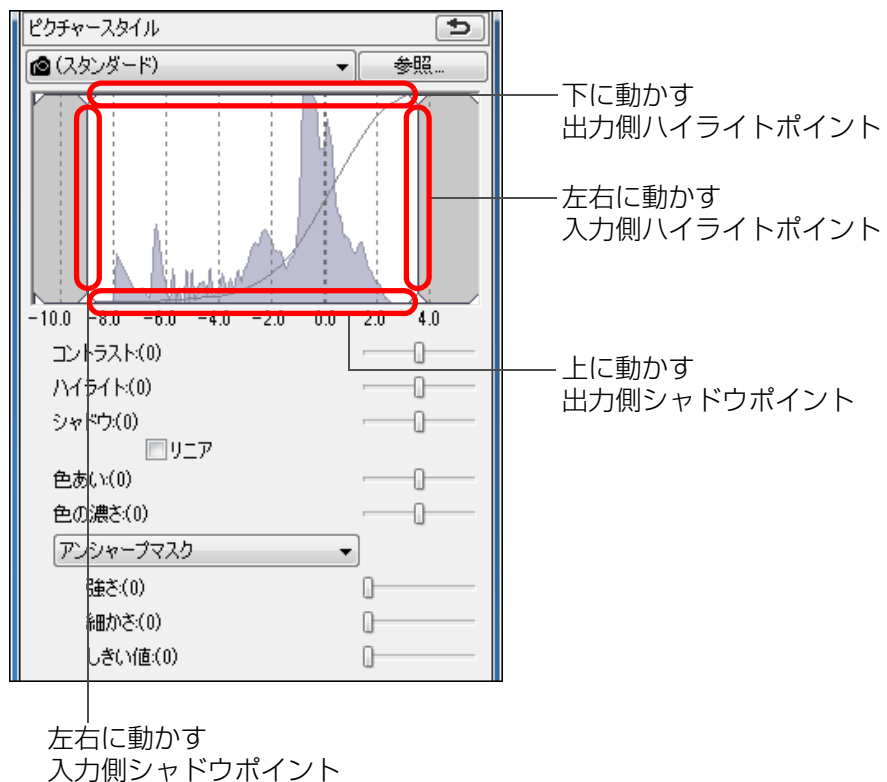 ピクチャースタイル
(スタンダード)
参照...
下に動かす
出力側ハイライトポイント
左右に動かす
入力側ハイライトポイント
-10.0 -8.0 -6.0 -4.0 -2.0 0.0 2.0 4.0
上に動かす
出力側シャドウポイント
コントラスト:(0)
ハイライト:(0)
シャドウ:(0)
リニア
色あい:(0)
色の濃さ:(0)
アンシャープマスク
強さ:(0)
細かさ:(0)
しきい値:(0)
左右に動かす
入力側シャドウポイント